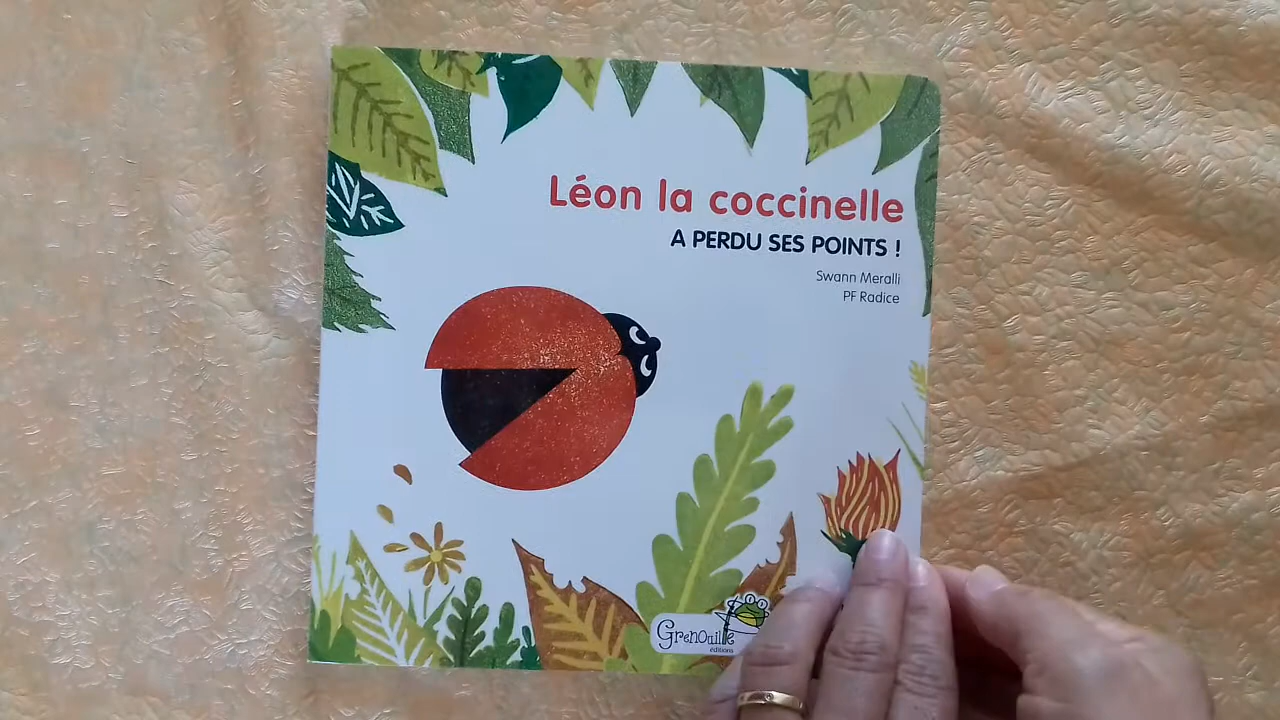 Léon la coccinelle
A PERDU SES POINTS !
Swann Meralli
PF Radice
Grenouille
éditions